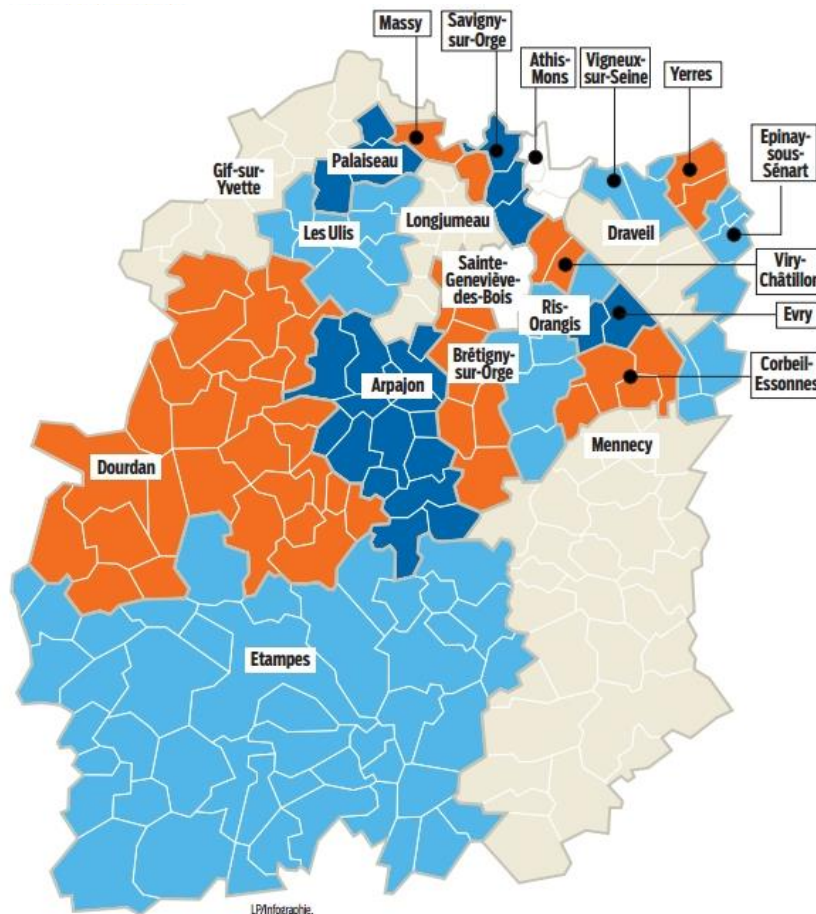 Massy
Savigny-
sur-Orge
Athis-
Mons
Vigneux-
sur-Seine
Yerres
Epinay-
sous-
Sénart
Palaiseau
Gif-sur-
Yvette
Les Ulis
Longjumeau
Draveil
Sainte-
Geneviève-
des-Bois
Viry-
Châtillon
Ris-
Orangis
Evry
Brêtigny-
sur-Orge
Arpajon
Corbeil-
Essonnes
Mennecy
Dourdan
Etampes
LP/Infographie.